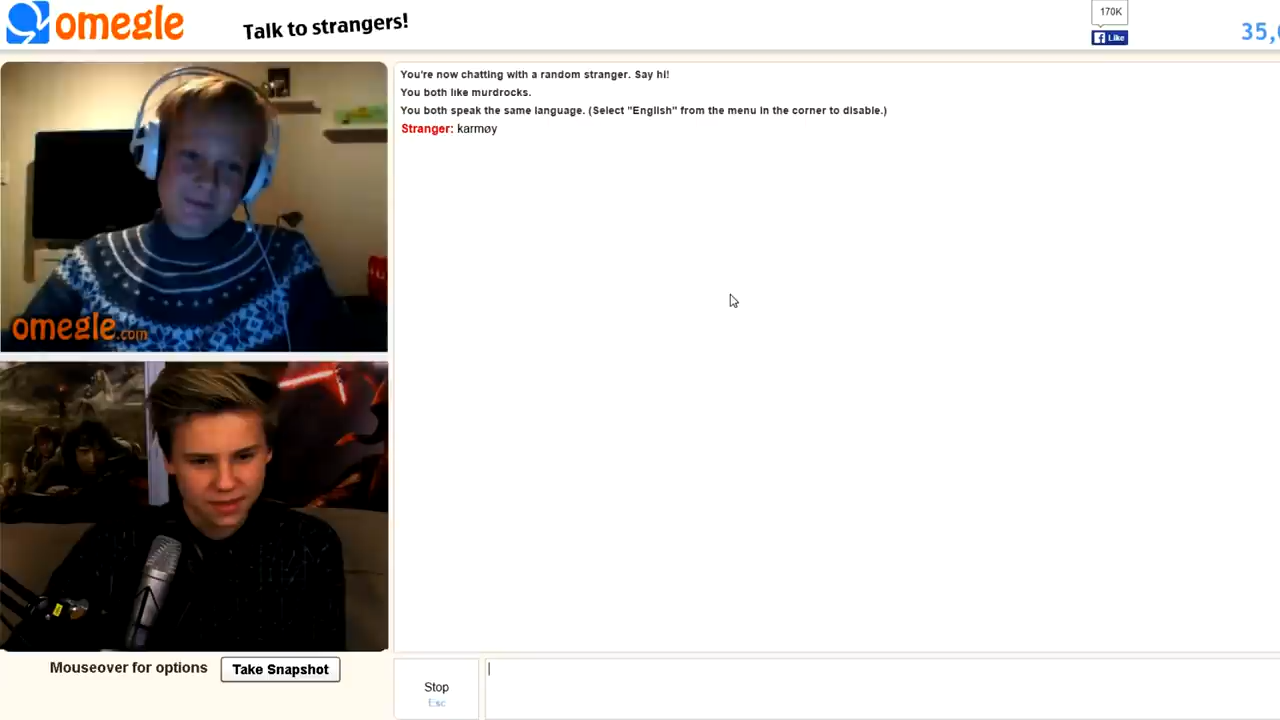 omegle
Talk to strangers!
170K
Like
You're now chatting with a random stranger. Say hi!
You both like murdrocks.
You both speak the same language. (Select "English" from the menu in the corner to disable.)
Stranger: karmøy
omegle.com
Mouseover for options
Take Snapshot
Stop
Esc